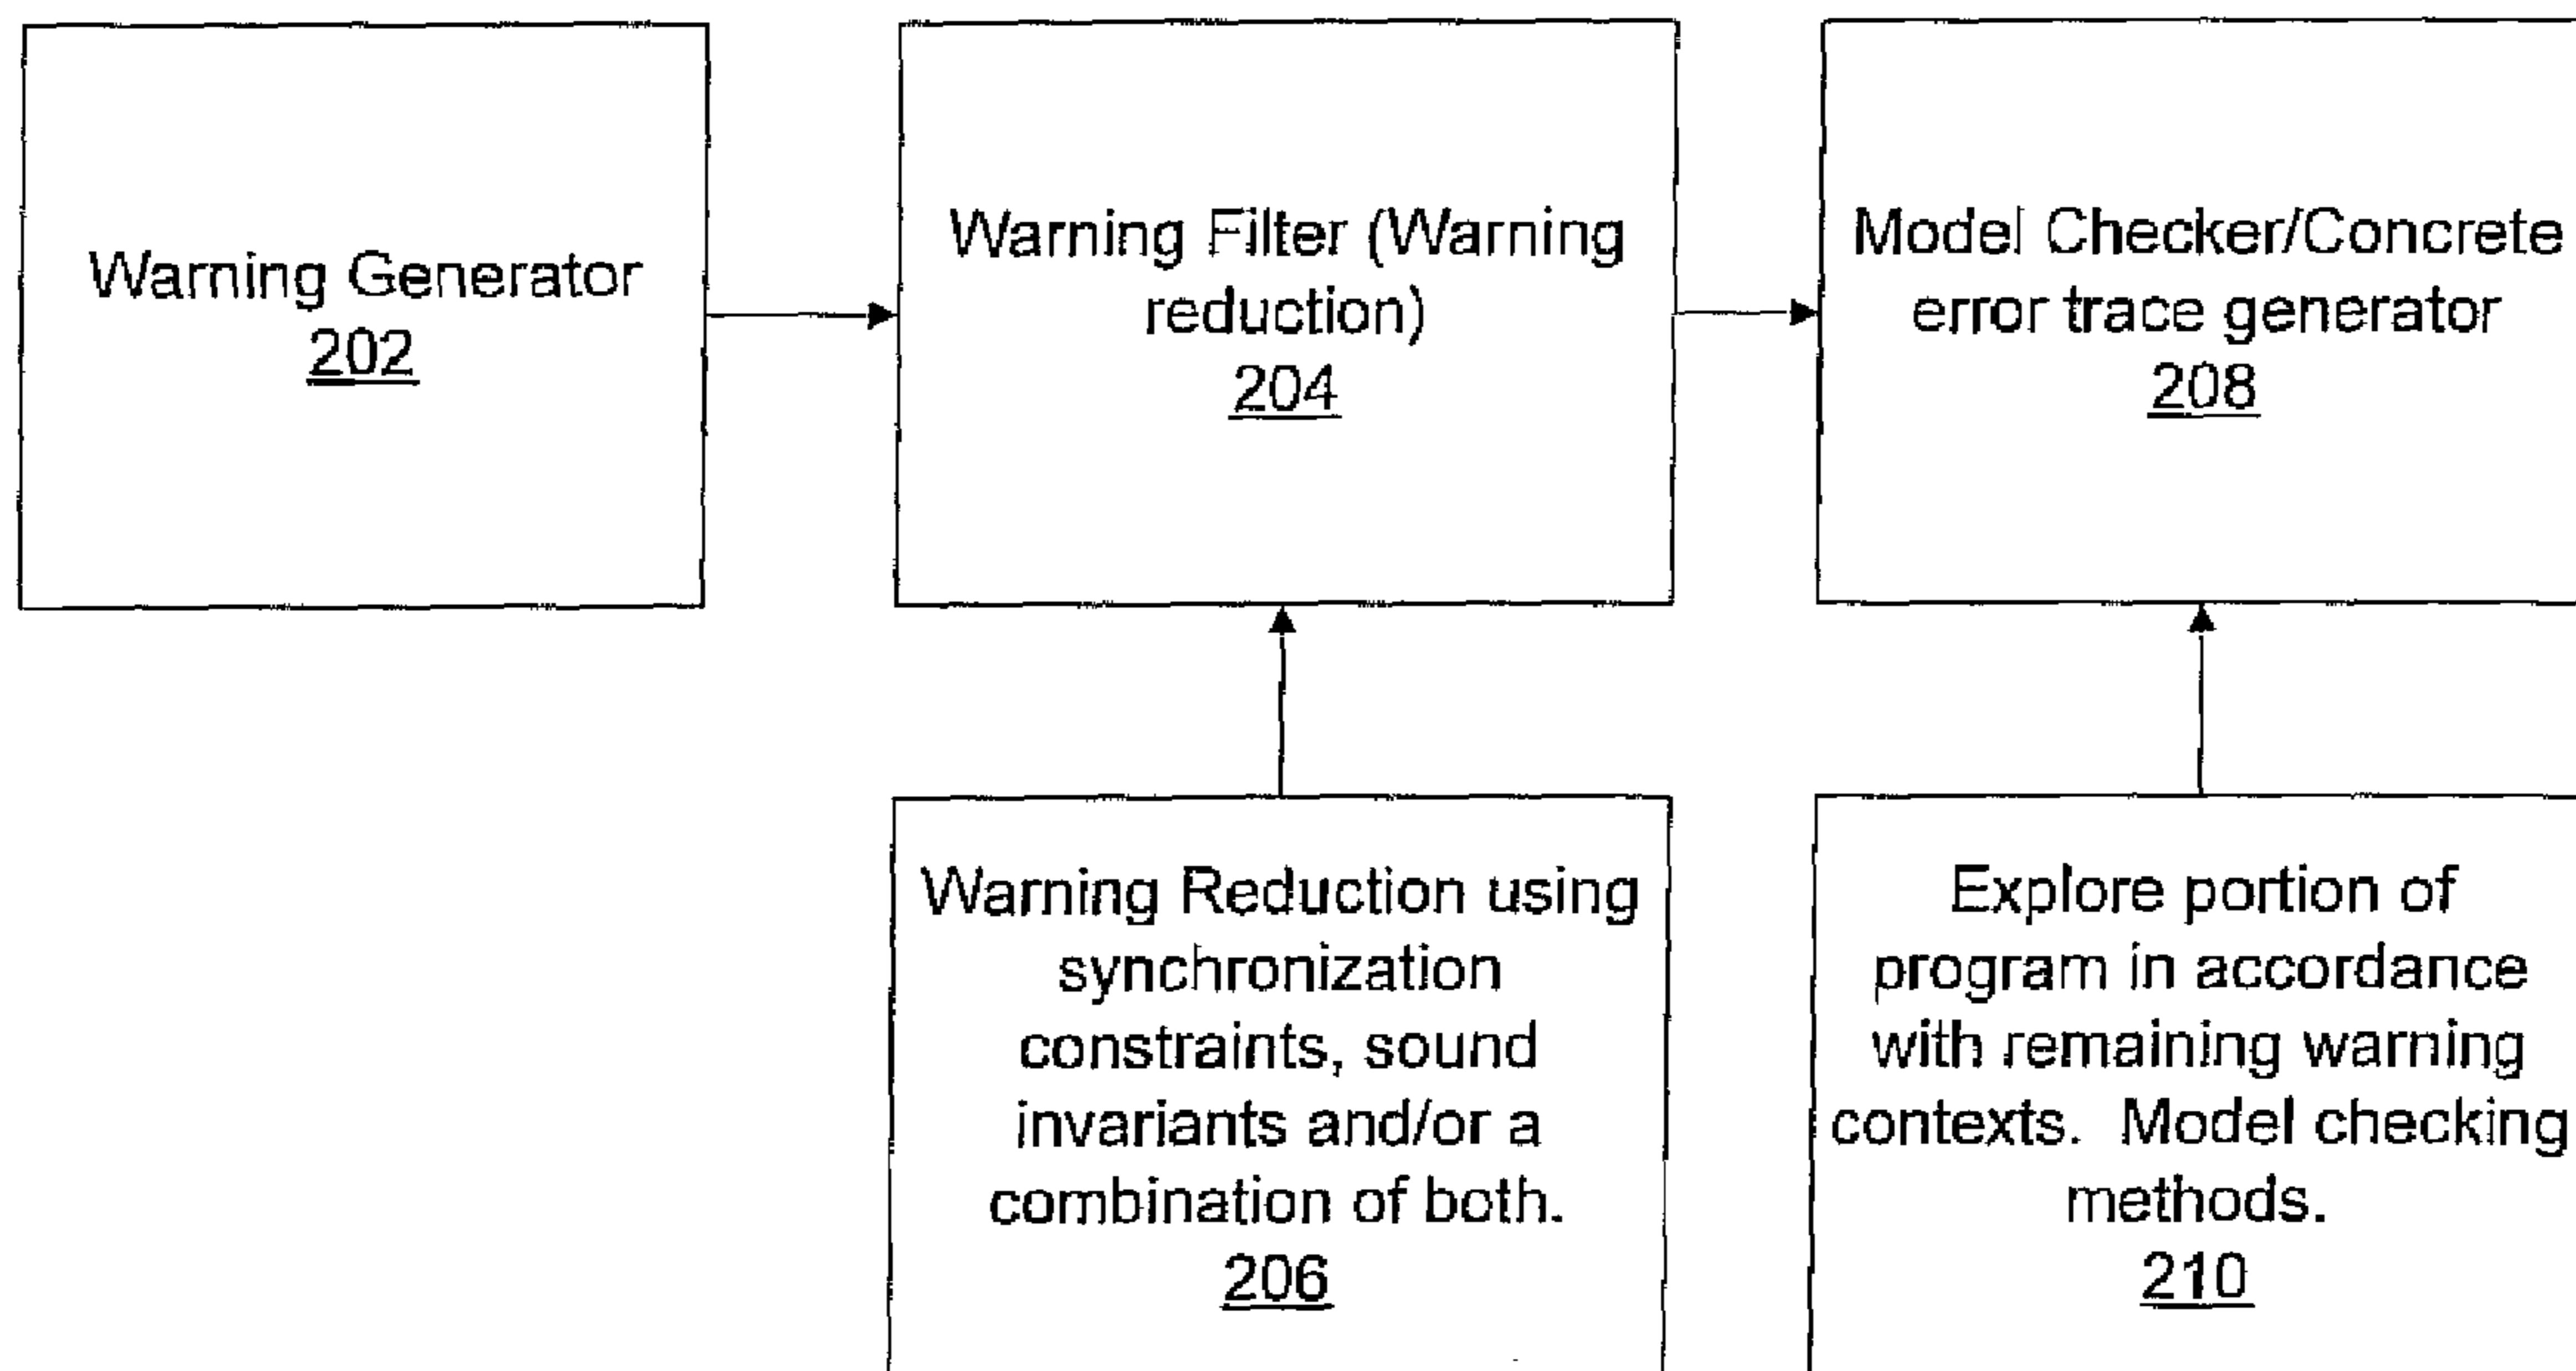 Warning Generator
202
Warning Filter (Warning
reduction)
204
Model Checker/Concrete
error trace generator
208
Warning Reduction using
synchronization
constraints, sound
invariants and/or a
combination of both.
206
Explore portion of
program in accordance
with remaining warning
contexts. Model checking
methods.
210